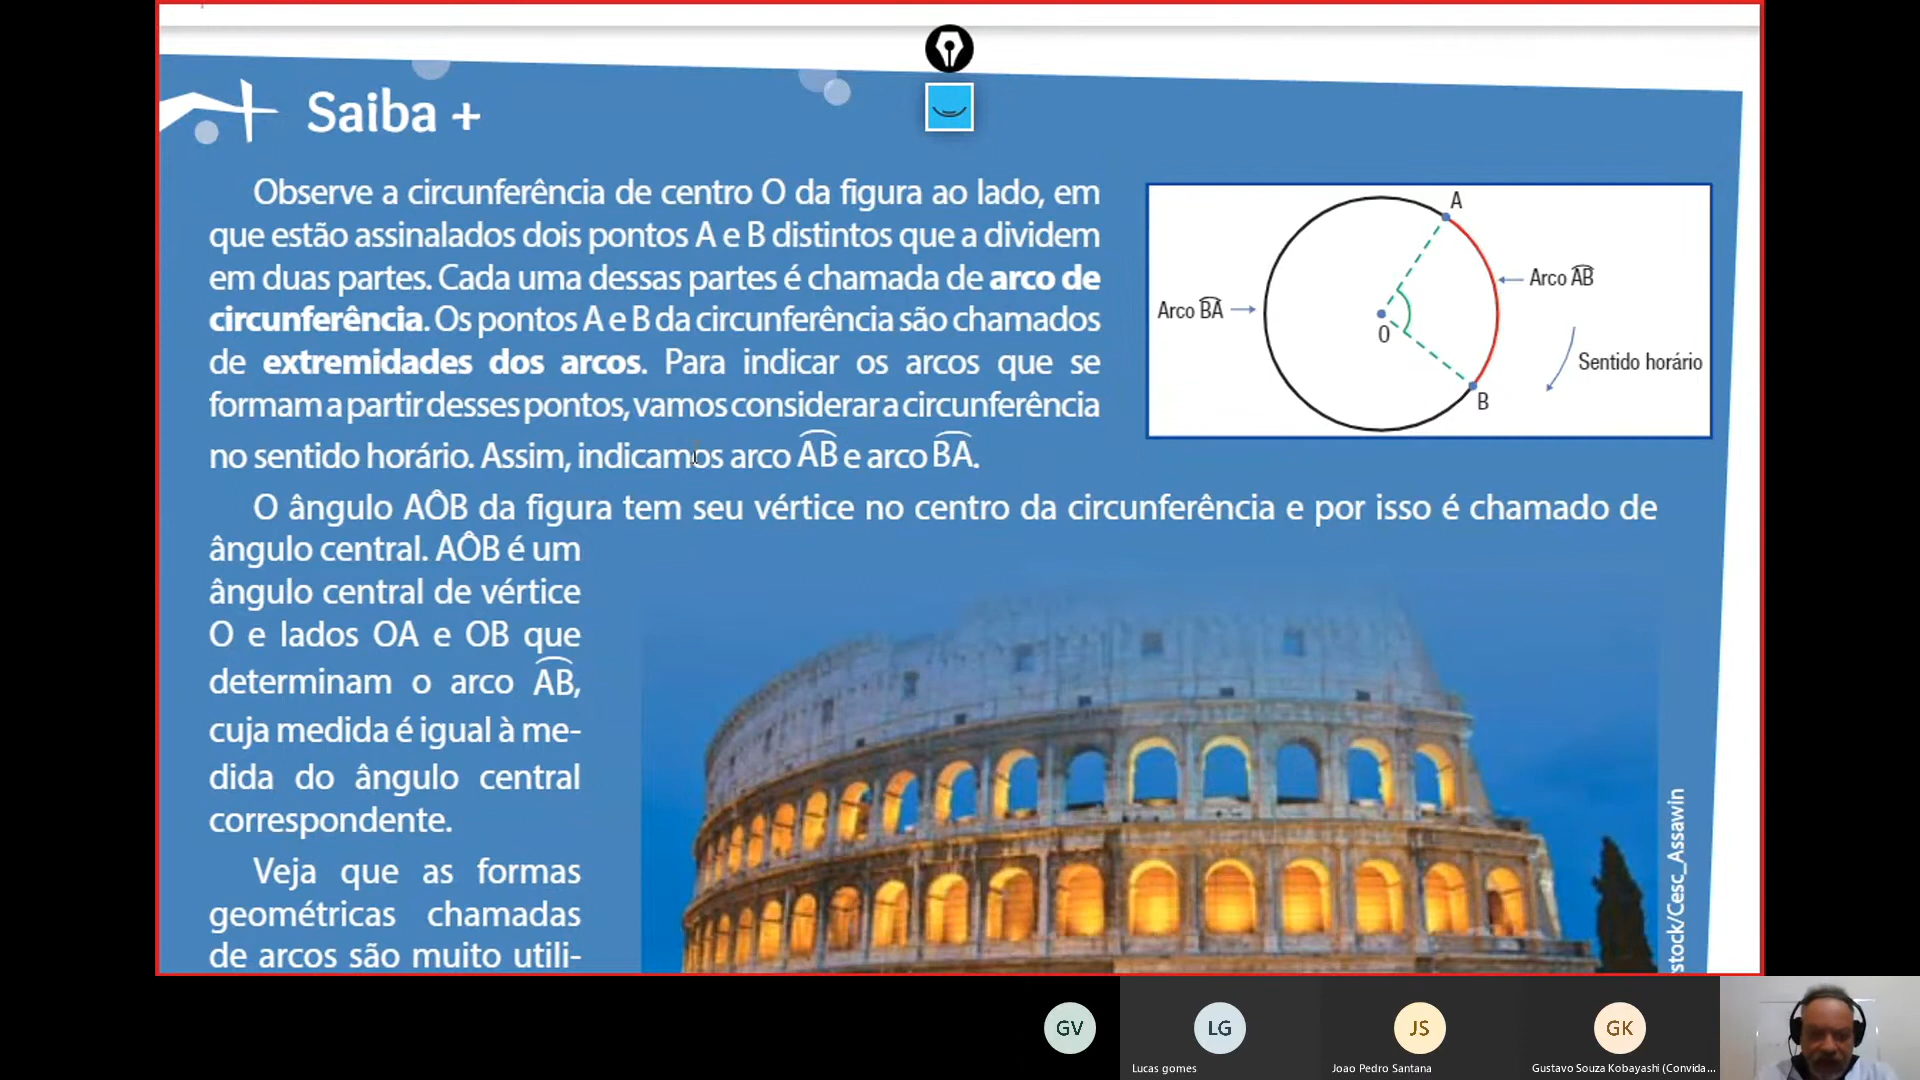 Saiba +
Observe a circunferência de centro O da figura ao lado, em
que estão assinalados dois pontos A e B distintos que a dividem
em duas partes. Cada uma dessas partes é chamada de arco de
circunferência. Os pontos A e B da circunferência são chamados
de extremidades dos arcos. Para indicar os arcos que se
formam a partir desses pontos, vamos considerar a circunferência
no sentido horário. Assim, indicamos arco AB e arco BA.
A
Arco AB
Arco BA
O
Sentido horário
B
O ângulo AÔB da figura tem seu vértice no centro da circunferência e por isso é chamado de
ângulo central. AÔB é um
ângulo central de vértice
O e lados OA e OB que
determinam o arco AB,
cuja medida é igual à me-
dida do ângulo central
correspondente.
Veja que as formas
geométricas chamadas
de arcos são muito utili-
stock/Cesc_Assawin
GV
LG
JS
GK
Lucas gomes
Joao Pedro Santana
Gustavo Souza Kobayashi (Convida...